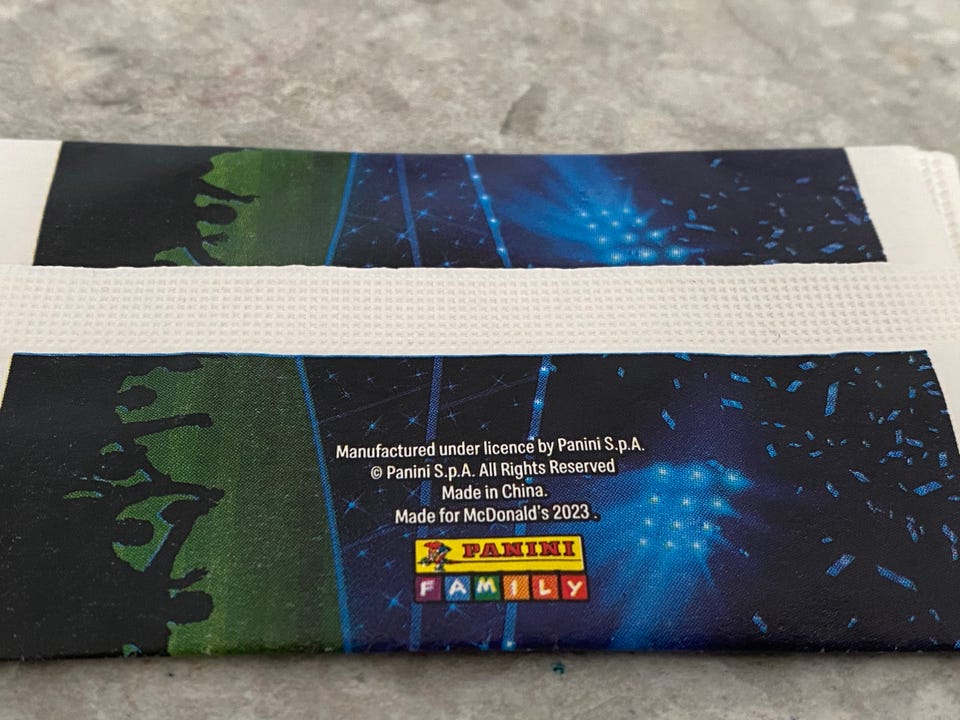 Manufactured under licence by Panini S.p.A.
© Panini S.p.A. All Rights Reserved
Made in China.
Made for McDonald's 2023.
PANINI
FAMILY